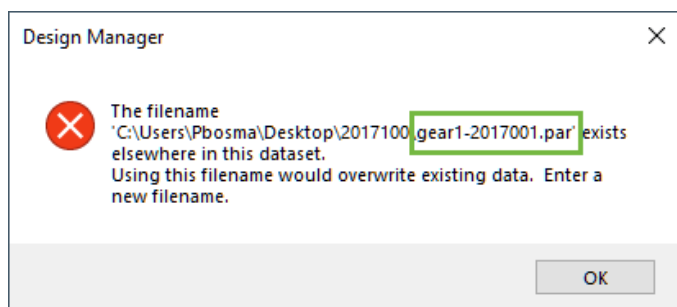 Design Manager
The filename
'C:\Users\Pbosma\Desktop\2017100\gear1-2017001.par' exists
elsewhere in this dataset.
Using this filename would overwrite existing data.  Enter a
new filename.
OK